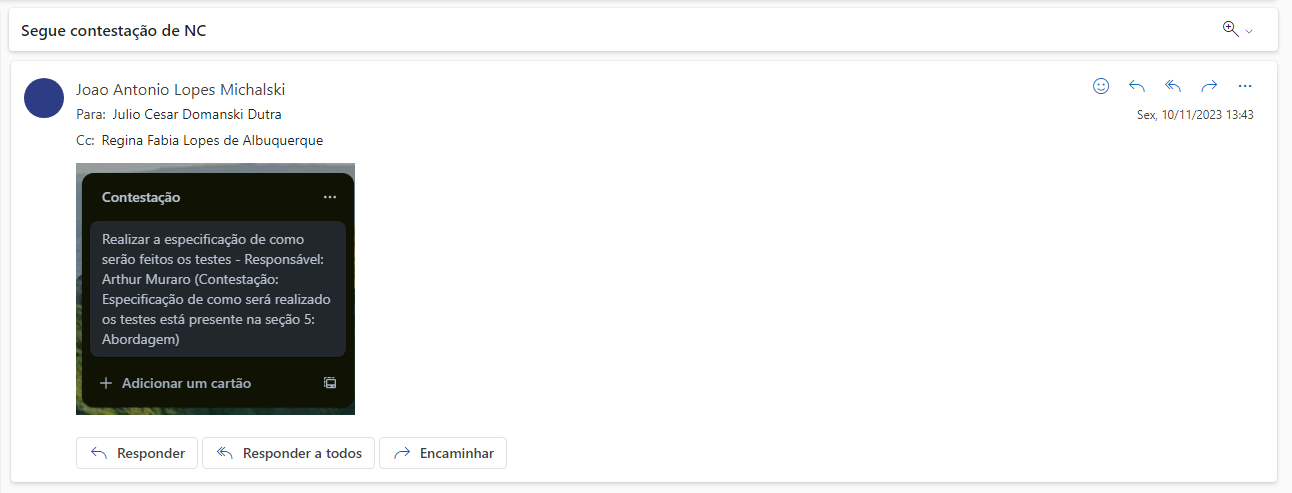 Segue contestação de NC
Joao Antonio Lopes Michalski
Para: Julio Cesar Domanski Dutra
Sex, 10/11/2023 13:43
Cc: Regina Fabia Lopes de Albuquerque
Contestação
Realizar a especificação de como
serão feitos os testes - Responsável:
Arthur Muraro (Contestação:
Especificação de como será realizado
os testes está presente na seção 5:
Abordagem)
+ Adicionar um cartão
Responder
Responder a todos
Encaminhar